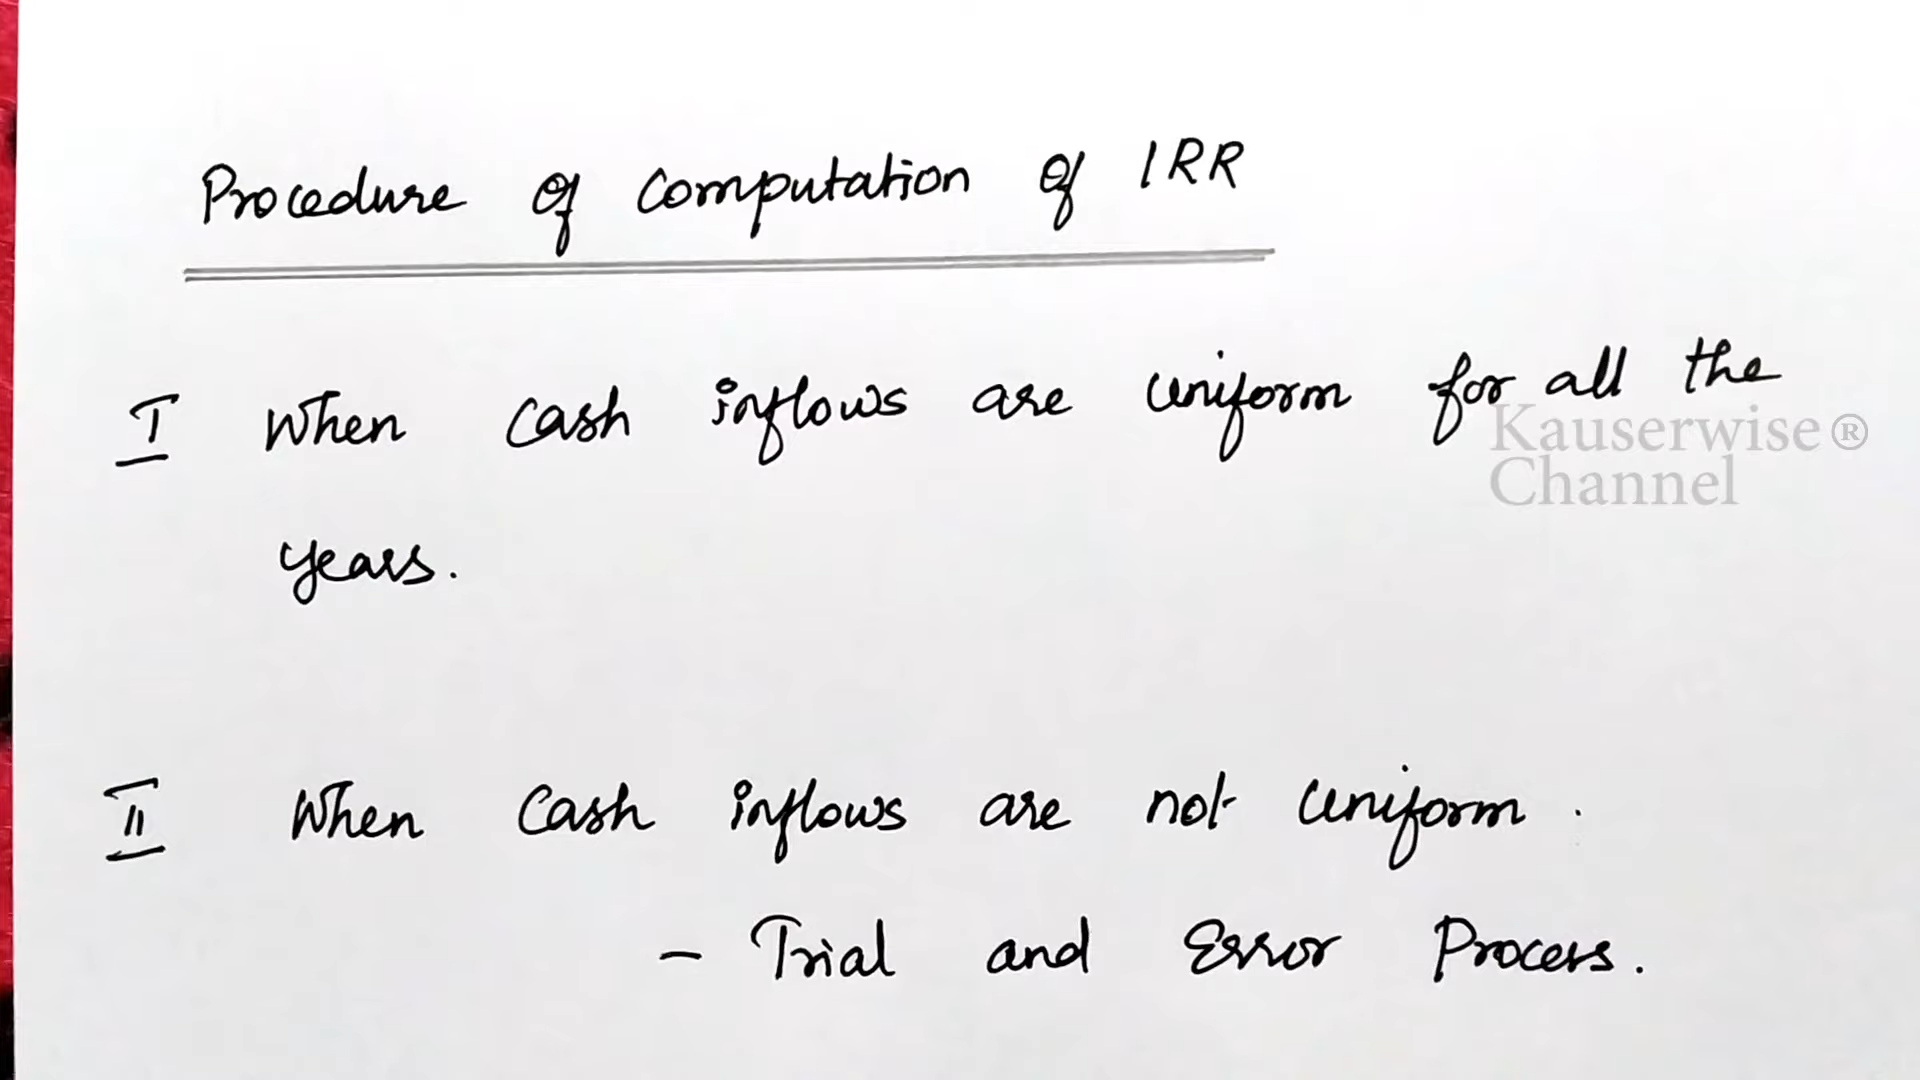 Procedure of Computation of IRR
I When Cash inflows are uniform for all the
years.
Kauserwise®
Channel
II When Cash inflows are not uniform.
- Trial and Error Process.